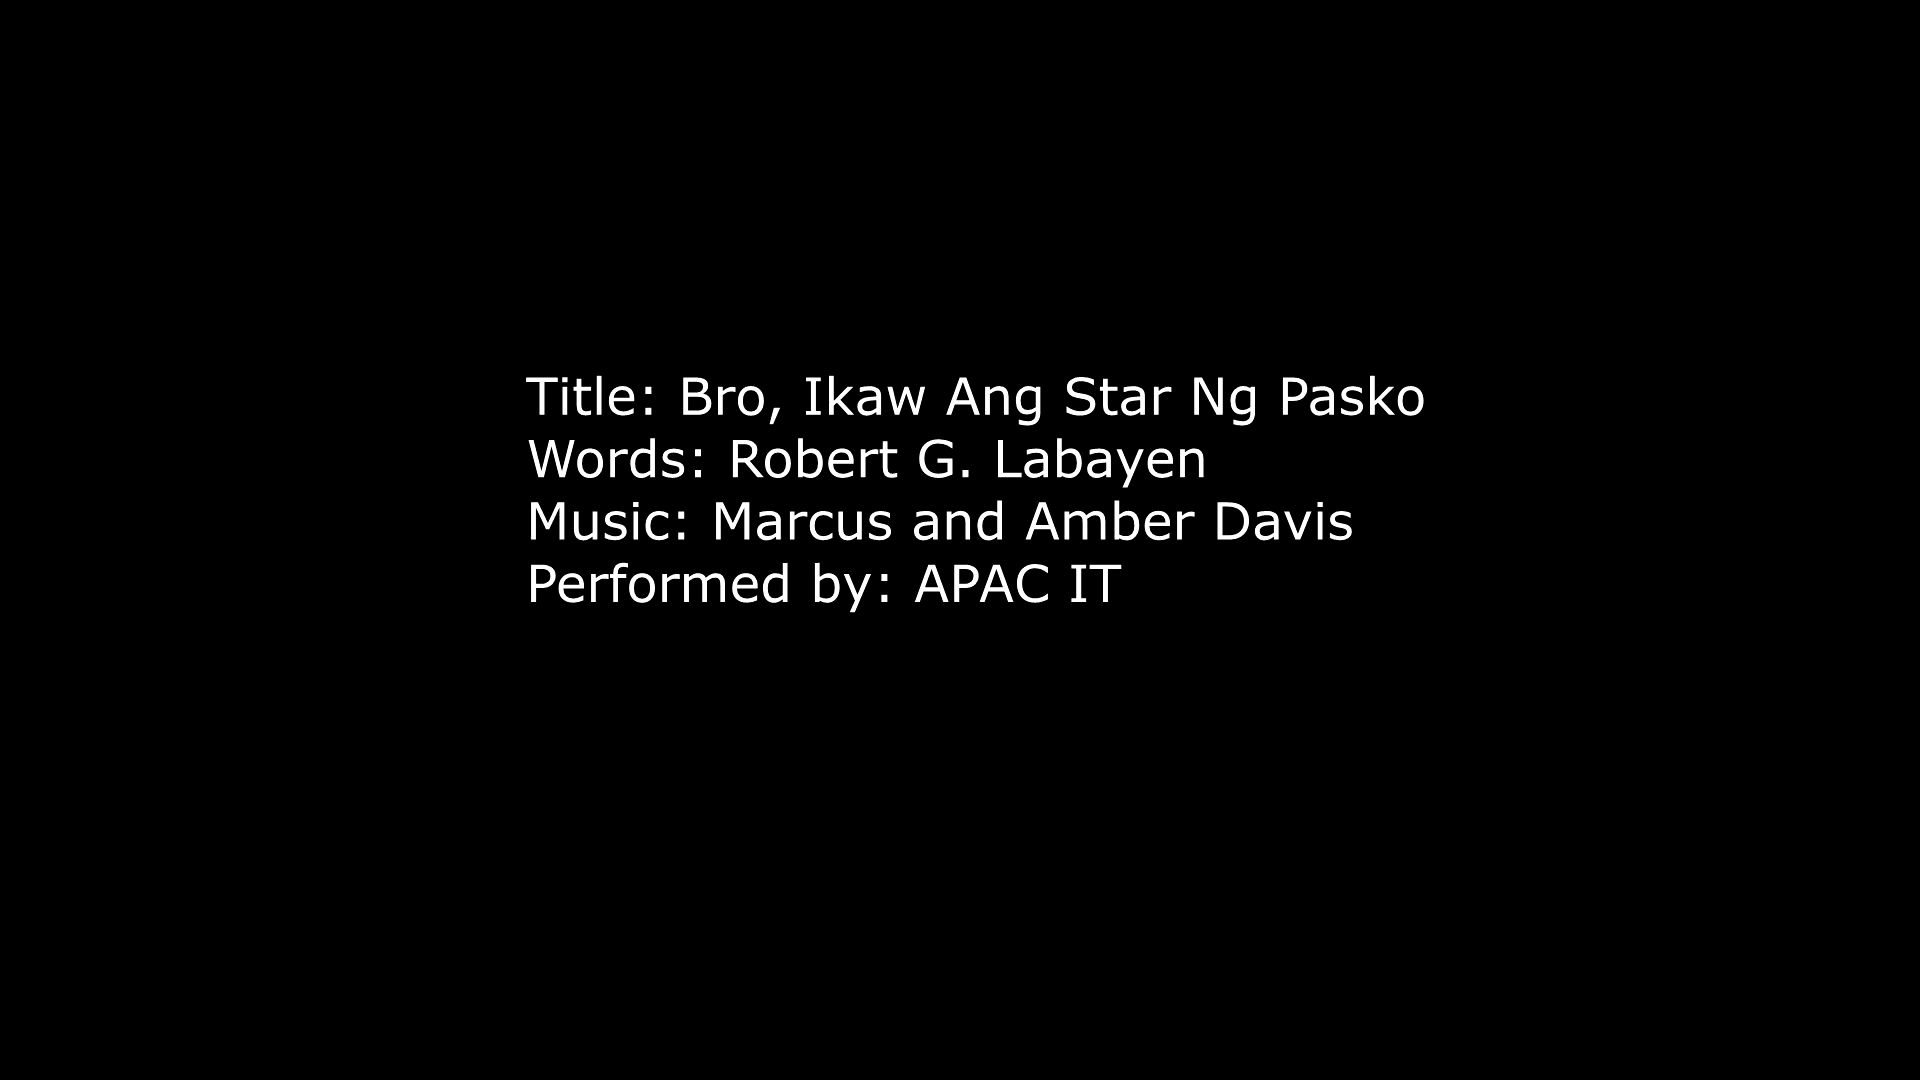 Title: Bro, Ikaw Ang Star Ng Pasko
Words: Robert G. Labayen
Music: Marcus and Amber Davis
Performed by: APAC IT